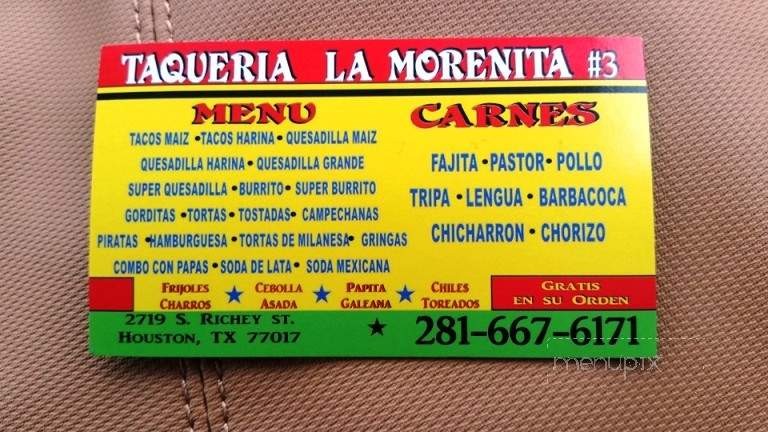 TAQUERIA LA MORENITA #3
MENU
TACOS MAIZ • TACOS HARINA • QUESADILLA MAIZ
QUESADILLA HARINA • QUESADILLA GRANDE
SUPER QUESADILLA • BURRITO • SUPER BURRITO
GORDITAS • TORTAS • TOSTADAS • CAMPECHANAS
PIRATAS • HAMBURGUESA • TORTAS DE MILANESA • GRINGAS
COMBO CON PAPAS • SODA DE LATA • SODA MEXICANA
CARNES
FAJITA • PASTOR • POLLO
TRIPA • LENGUA • BARBACOCA
CHICHARRON • CHORIZO
FRIJOLES CHARROS ★ CEBOLLA ASADA ★ PAPITA GALEANA ★ CHILES TOREADOS
GRATIS
EN SU ORDEN
2719 S. RICHEY ST.
HOUSTON, TX 77017
★ 281-667-6171
menupix